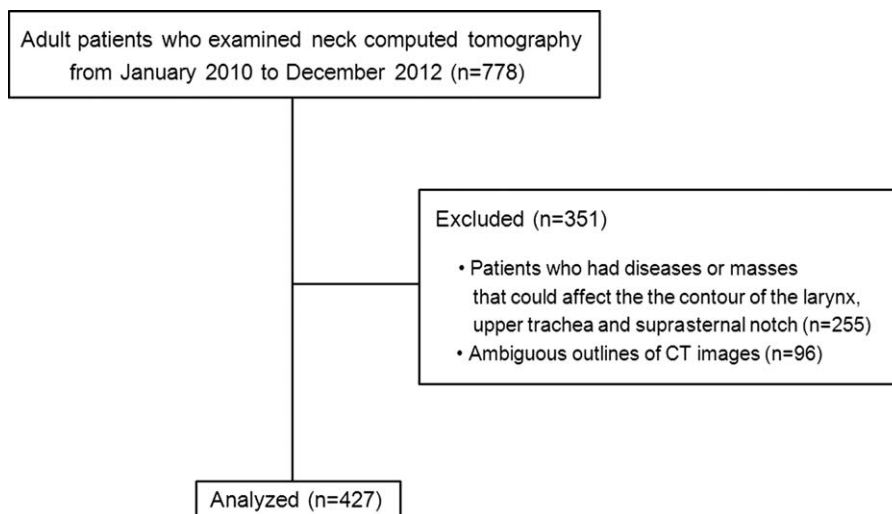 Adult patients who examined neck computed tomography
from January 2010 to December 2012 (n=778)
Excluded (n=351)
• Patients who had diseases or masses
that could affect the the contour of the larynx,
upper trachea and suprasternal notch (n=255)
• Ambiguous outlines of CT images (n=96)
Analyzed (n=427)